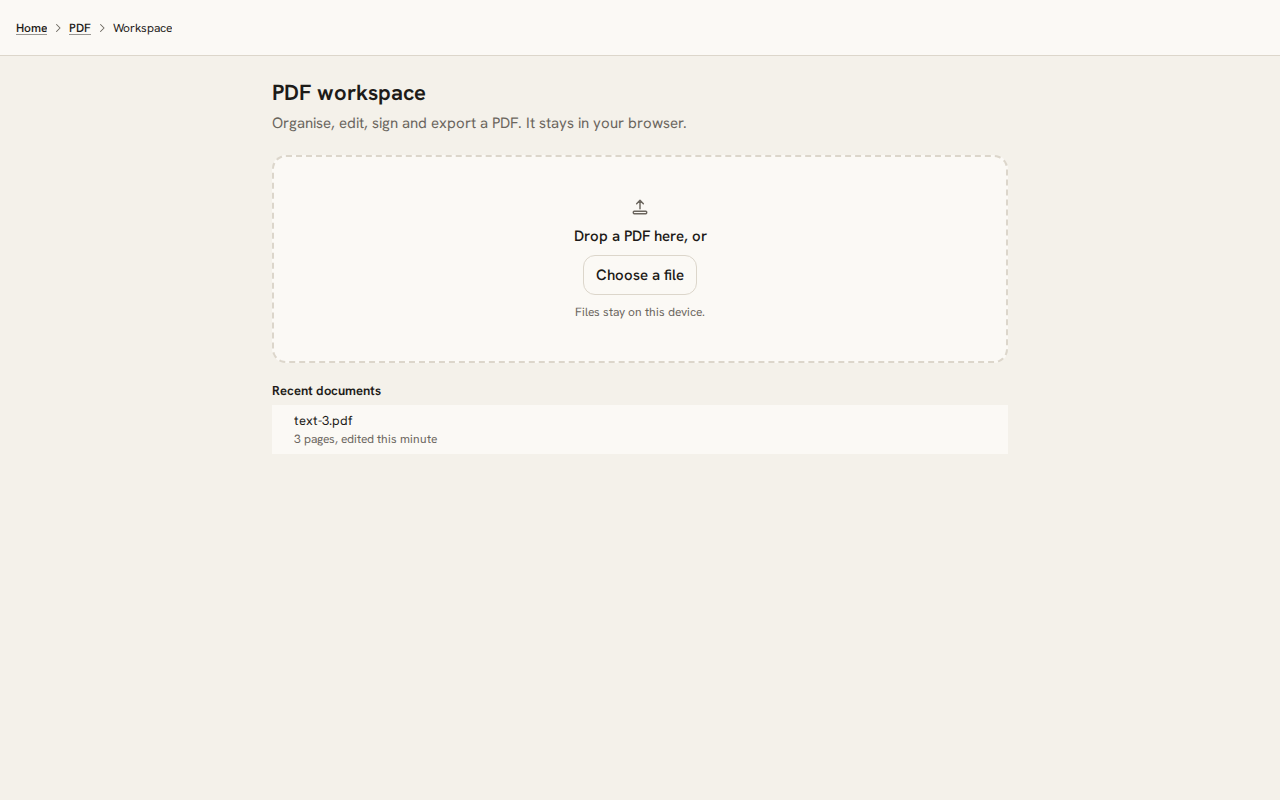 Home > PDF > Workspace
PDF workspace
Organise, edit, sign and export a PDF. It stays in your browser.
Drop a PDF here, or
Choose a file
Files stay on this device.
Recent documents
text-3.pdf
3 pages, edited this minute